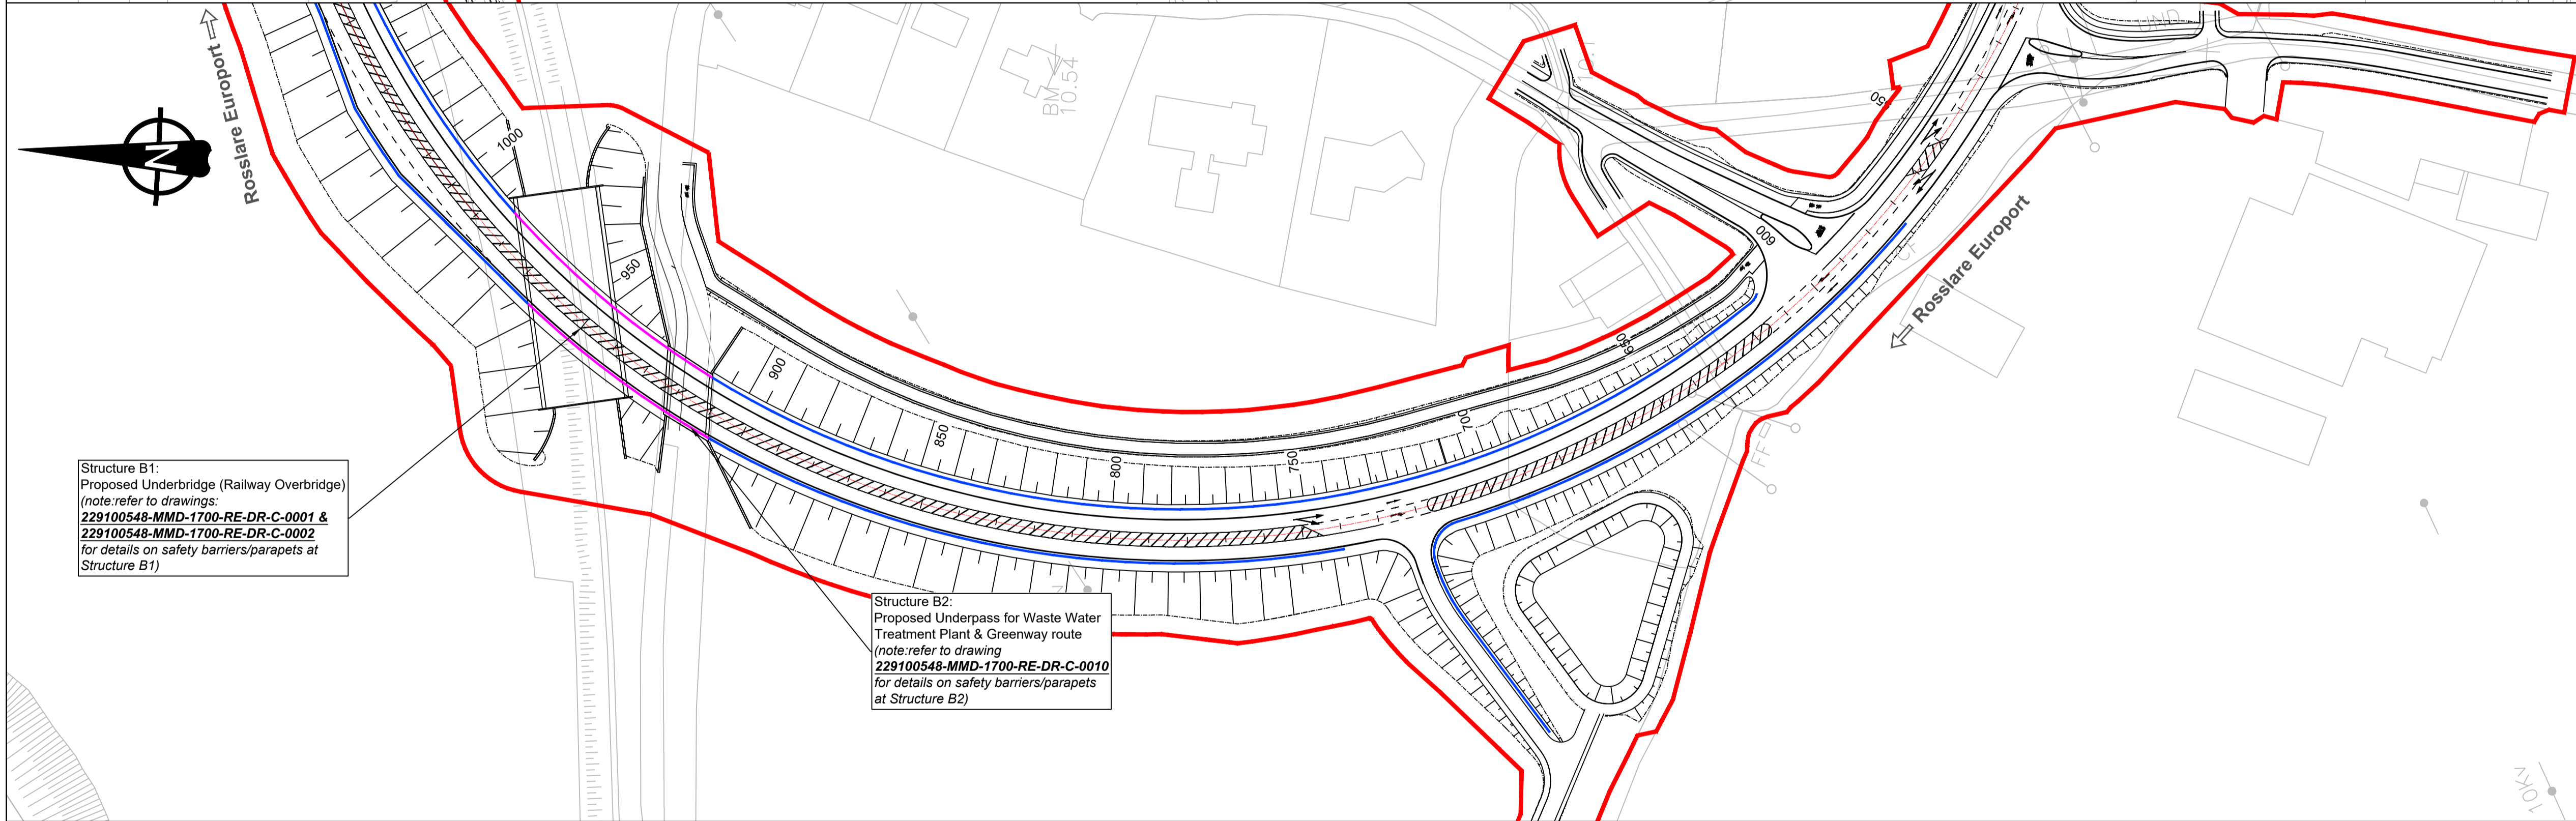 Rosslare Europort
N
1000
950
900
850
800
750
700
650
600
BM
10.54
Rosslare Europort
FF
10KV
Structure B1:
Proposed Underbridge (Railway Overbridge)
(note:refer to drawings:
229100548-MMD-1700-RE-DR-C-0001 &
229100548-MMD-1700-RE-DR-C-0002
for details on safety barriers/parapets at
Structure B1)
Structure B2:
Proposed Underpass for Waste Water
Treatment Plant & Greenway route
(note:refer to drawing
229100548-MMD-1700-RE-DR-C-0010
for details on safety barriers/parapets
at Structure B2)